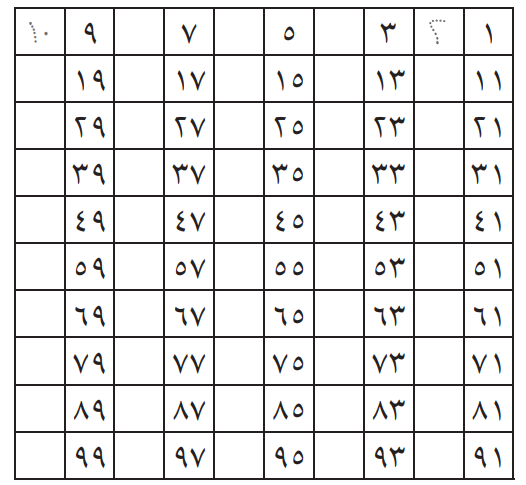 ١ ٢ ٣ ٥ ٧ ٩ ١٠
١١ ١٣ ١٥ ١٧ ١٩
٢١ ٢٣ ٢٥ ٢٧ ٢٩
٣١ ٣٣ ٣٥ ٣٧ ٣٩
٤١ ٤٣ ٤٥ ٤٧ ٤٩
٥١ ٥٣ ٥٥ ٥٧ ٥٩
٦١ ٦٣ ٦٥ ٦٧ ٦٩
٧١ ٧٣ ٧٥ ٧٧ ٧٩
٨١ ٨٣ ٨٥ ٨٧ ٨٩
٩١ ٩٣ ٩٥ ٩٧ ٩٩